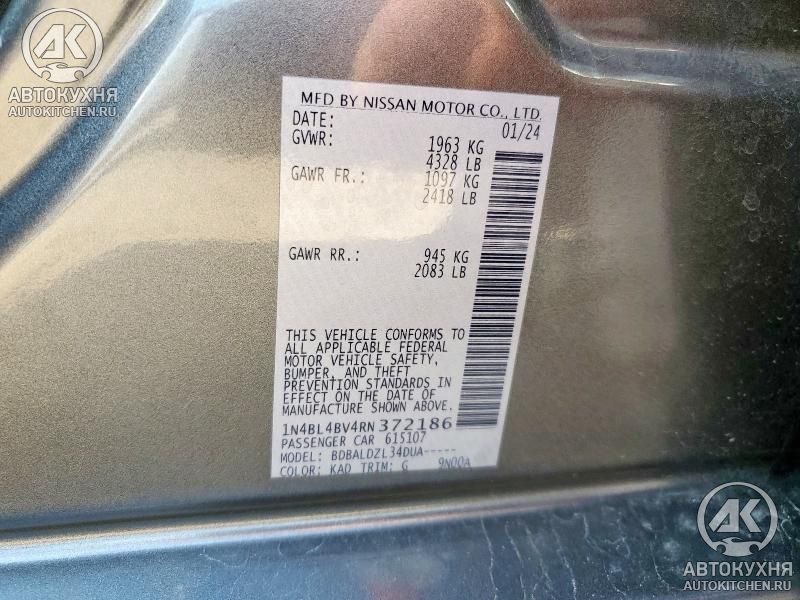 AK
АВТОКУХНЯ
AUTOKITCHEN.RU
MFD BY NISSAN MOTOR CO., LTD.
DATE: 01/24
GVWR: 1963 KG
4328 LB
GAWR FR.: 1097 KG
2418 LB
GAWR RR.: 945 KG
2083 LB
THIS VEHICLE CONFORMS TO
ALL APPLICABLE FEDERAL
MOTOR VEHICLE SAFETY,
BUMPER, AND THEFT
PREVENTION STANDARDS IN
EFFECT ON THE DATE OF
MANUFACTURE SHOWN ABOVE.
1N4BL4BV4RN372186
PASSENGER CAR 615107
MODEL: BDBALDZL34DUA-----
COLOR: KAD TRIM: G 9N00A
AK
АВТОКУХНЯ
AUTOKITCHEN.RU